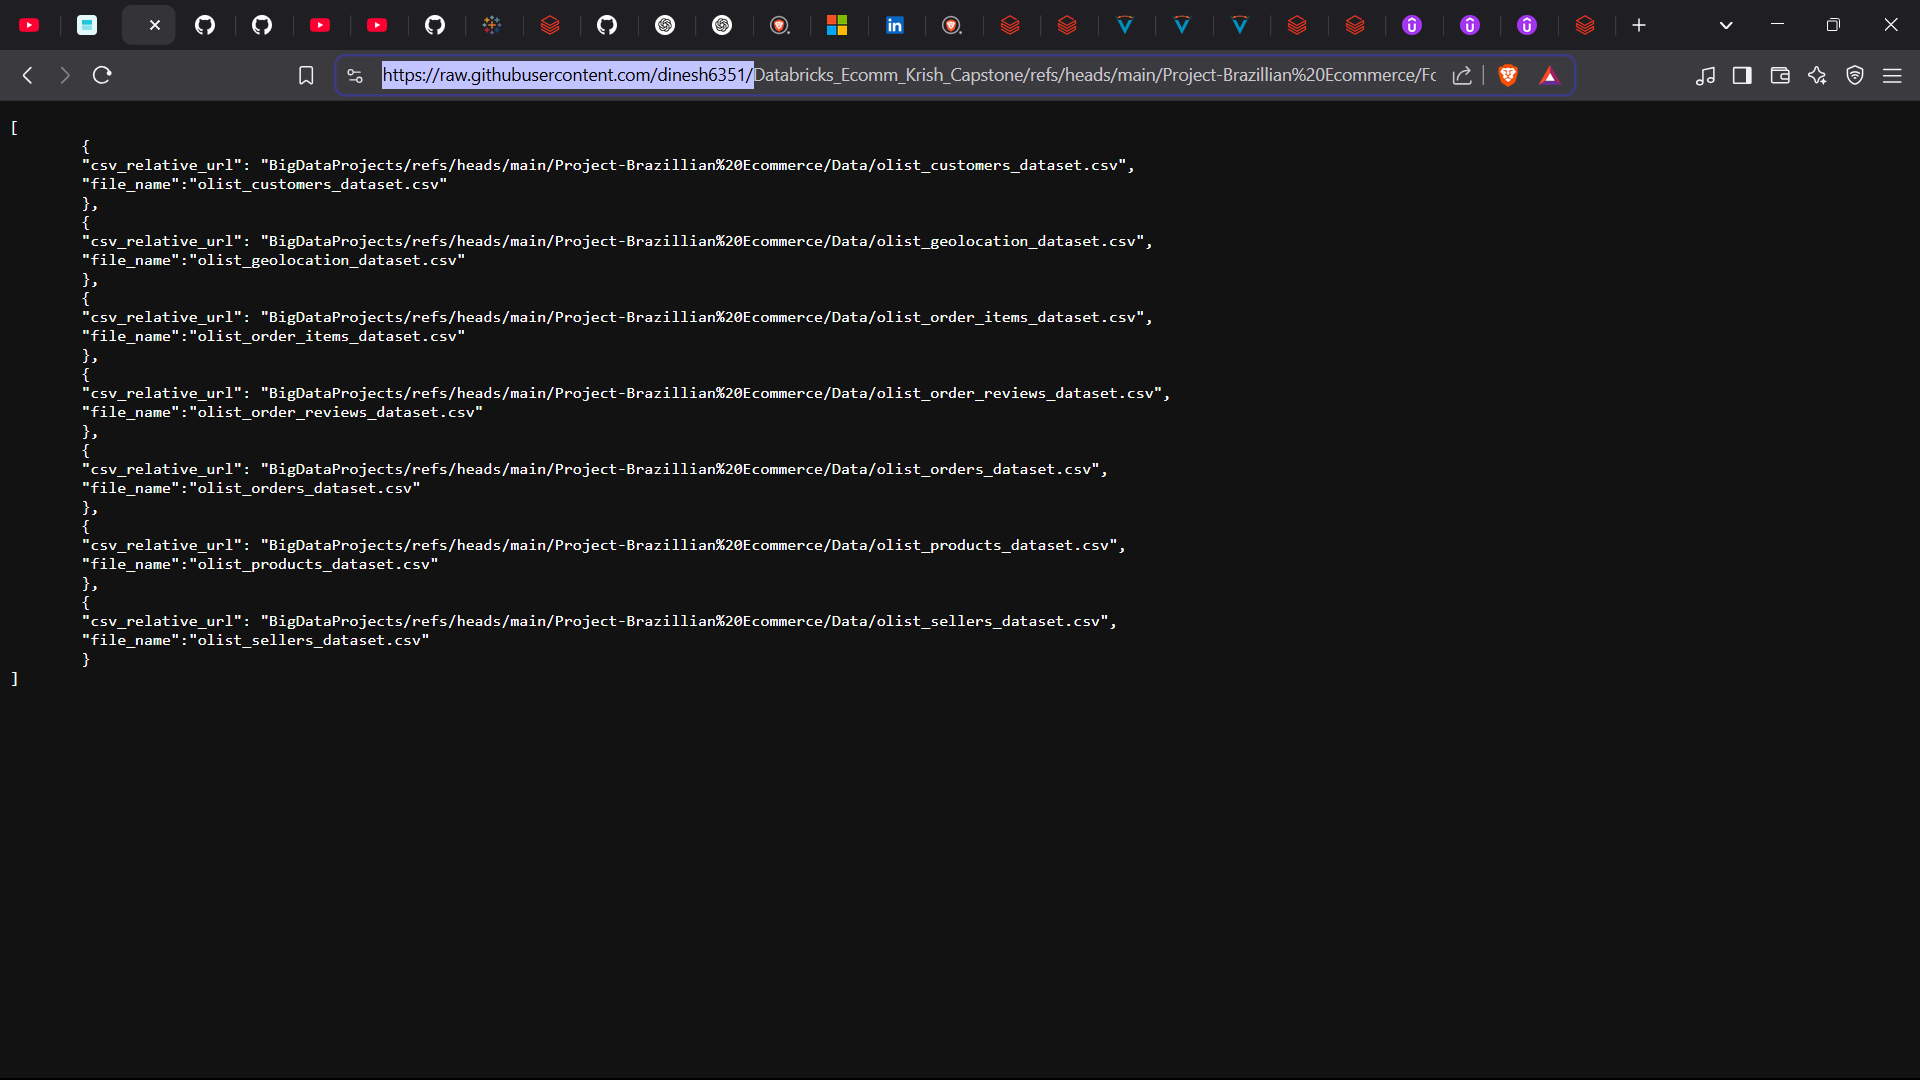 https://raw.githubusercontent.com/dinesh6351/Databricks_Ecomm_Krish_Capstone/refs/heads/main/Project-Brazillian%20Ecommerce/Fc
[
{
"csv_relative_url": "BigDataProjects/refs/heads/main/Project-Brazillian%20Ecommerce/Data/olist_customers_dataset.csv",
"file_name":"olist_customers_dataset.csv"
},
{
"csv_relative_url": "BigDataProjects/refs/heads/main/Project-Brazillian%20Ecommerce/Data/olist_geolocation_dataset.csv",
"file_name":"olist_geolocation_dataset.csv"
},
{
"csv_relative_url": "BigDataProjects/refs/heads/main/Project-Brazillian%20Ecommerce/Data/olist_order_items_dataset.csv",
"file_name":"olist_order_items_dataset.csv"
},
{
"csv_relative_url": "BigDataProjects/refs/heads/main/Project-Brazillian%20Ecommerce/Data/olist_order_reviews_dataset.csv",
"file_name":"olist_order_reviews_dataset.csv"
},
{
"csv_relative_url": "BigDataProjects/refs/heads/main/Project-Brazillian%20Ecommerce/Data/olist_orders_dataset.csv",
"file_name":"olist_orders_dataset.csv"
},
{
"csv_relative_url": "BigDataProjects/refs/heads/main/Project-Brazillian%20Ecommerce/Data/olist_products_dataset.csv",
"file_name":"olist_products_dataset.csv"
},
{
"csv_relative_url": "BigDataProjects/refs/heads/main/Project-Brazillian%20Ecommerce/Data/olist_sellers_dataset.csv",
"file_name":"olist_sellers_dataset.csv"
}
]